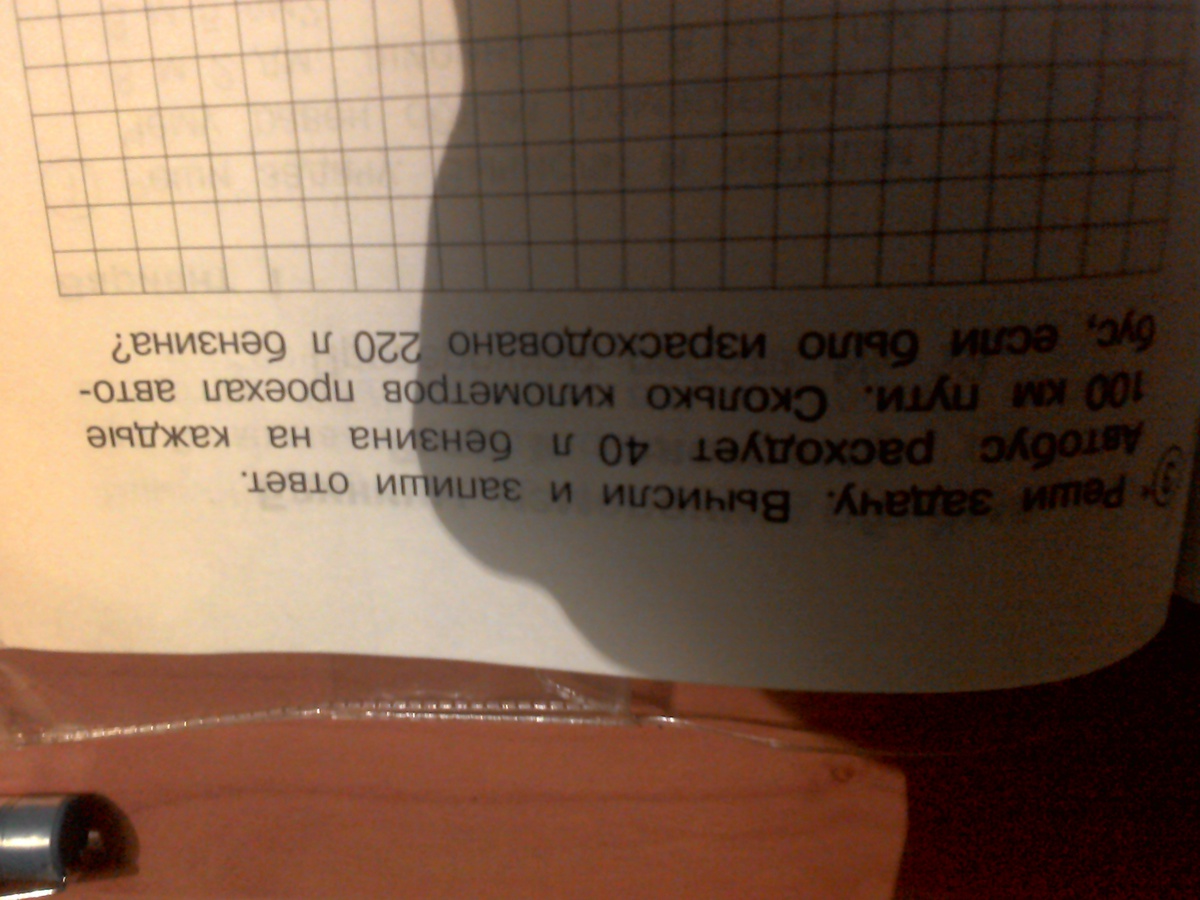 3
Реши задачу. Вычисли и запиши ответ.
Автобус расходует 40 л бензина на каждые
100 км пути. Сколько километров проехал авто-
бус, если было израсходовано 220 л бензина?